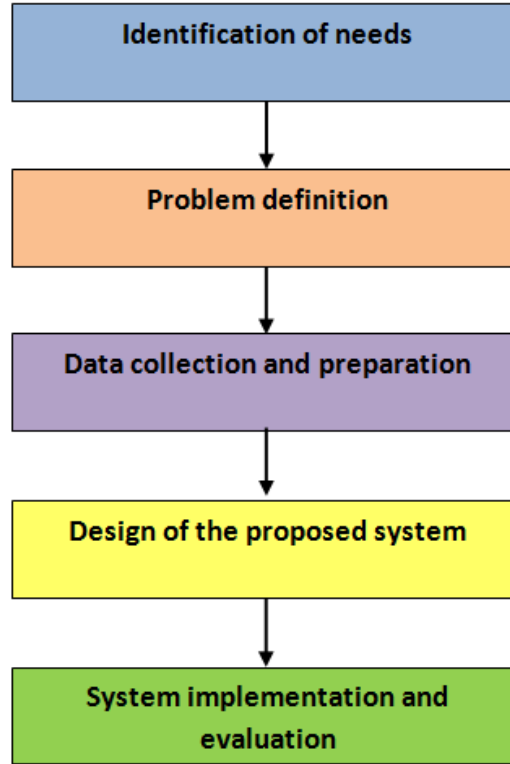 Identification of needs
Problem definition
Data collection and preparation
Design of the proposed system
System implementation and
evaluation